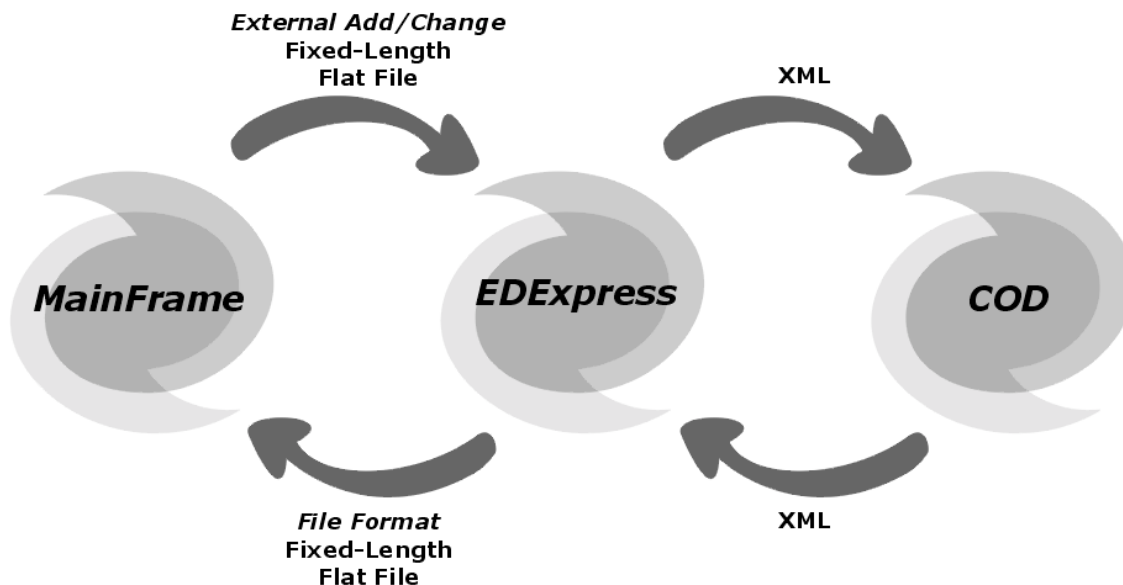 External Add/Change
Fixed-Length
Flat File
XML
MainFrame
EDExpress
COD
File Format
Fixed-Length
Flat File
XML